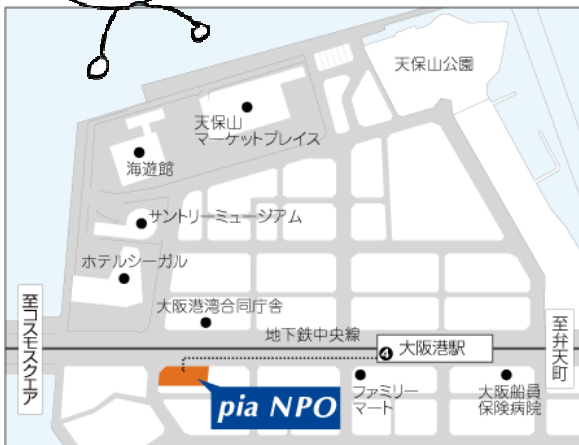 天保山公園
天保山
マーケットプレイス
海遊館
サントリーミュージアム
ホテルシーガル
大阪港湾合同庁舎
至コスモスクエア
地下鉄中央線
❹ 大阪港駅
至弁天町
pia NPO
ファミリー
マート
大阪船員
保険病院